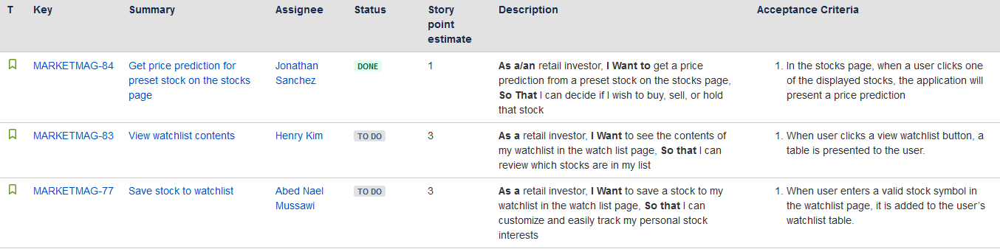 T Key Summary Assignee Status Story point estimate Description Acceptance Criteria
MARKETMAG-84
Get price prediction for
preset stock on the stocks
page
Jonathan
Sanchez
DONE
1
As a/an retail investor, I Want to get a price
prediction from a preset stock on the stocks page,
So That I can decide if I wish to buy, sell, or hold
that stock
1. In the stocks page, when a user clicks one
of the displayed stocks, the application will
present a price prediction
MARKETMAG-83
View watchlist contents
Henry Kim
TO DO
3
As a retail investor, I Want to see the contents of
my watchlist in the watch list page, So that I can
review which stocks are in my list
1. When user clicks a view watchlist button, a
table is presented to the user.
MARKETMAG-77
Save stock to watchlist
Abed Nael
Mussawi
TO DO
3
As a retail investor, I Want to save a stock to my
watchlist in the watch list page, So that I can
customize and easily track my personal stock
interests
1. When user enters a valid stock symbol in
the watchlist page, it is added to the user’s
watchlist table.